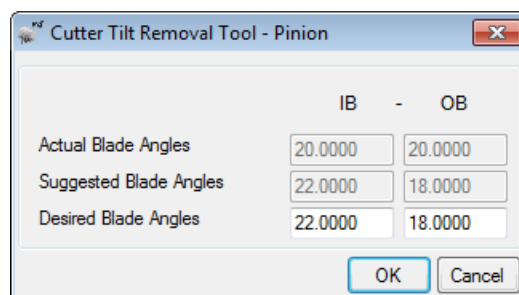 Cutter Tilt Removal Tool - Pinion
IB - OB
Actual Blade Angles 20.0000 20.0000
Suggested Blade Angles 22.0000 18.0000
Desired Blade Angles 22.0000 18.0000
OK Cancel